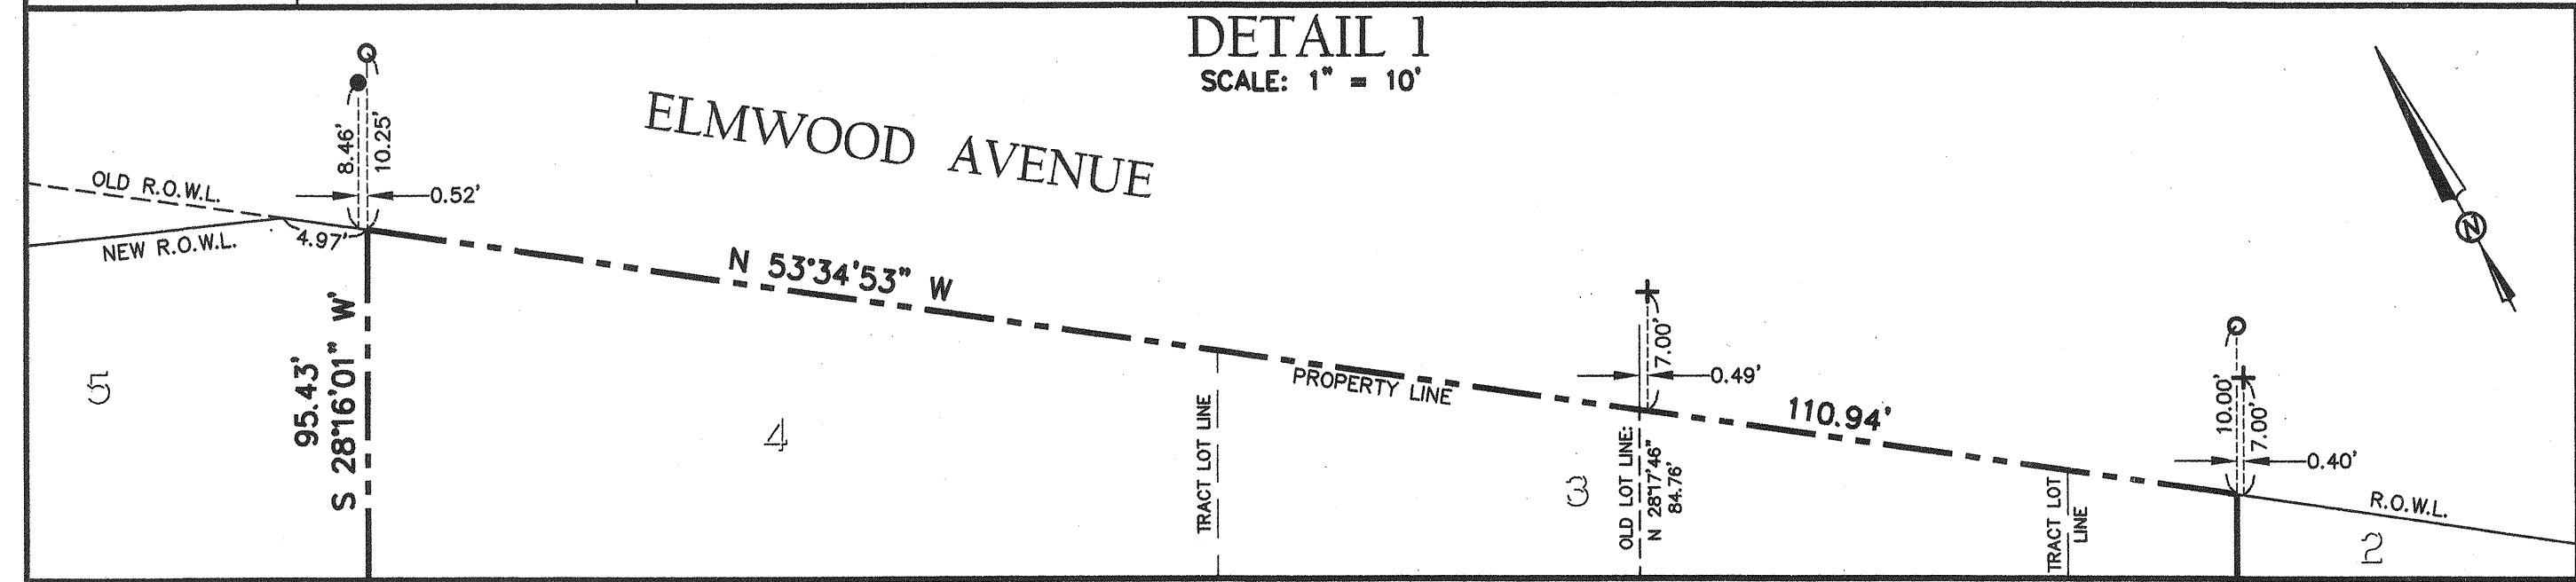 DETAIL 1
SCALE: 1" = 10'
ELMWOOD AVENUE
8.46'
10.25'
0.52'
OLD R.O.W.L.
NEW R.O.W.L.
4.97'
N 53°34'53" W
95.43'
S 28°16'01" W'
5
4
TRACT LOT LINE
PROPERTY LINE
7.00'
0.49'
3
OLD LOT LINE:
N 28°17'46"
84.76'
110.94'
10.00'
7.00'
0.40'
TRACT LOT
LINE
R.O.W.L.
2
N